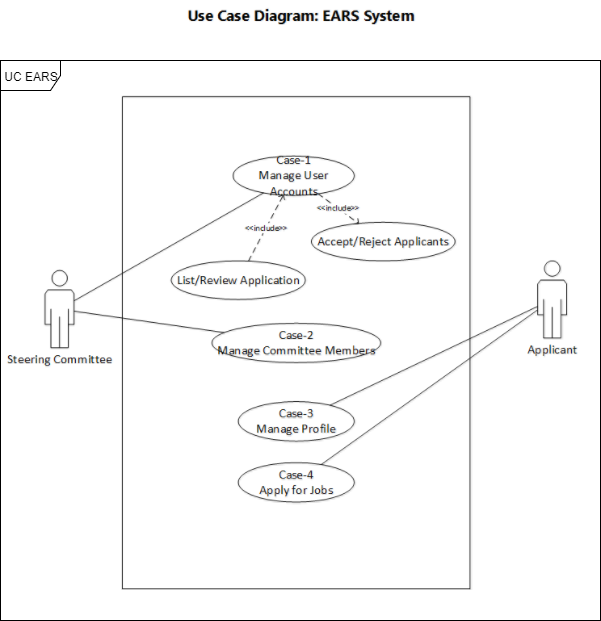 Use Case Diagram: EARS System
UC EARS
Case-1
Manage User
Accounts
<<include>>
<<include>>
Accept/Reject Applicants
List/Review Application
Case-2
Manage Committee Members
Steering Committee
Applicant
Case-3
Manage Profile
Case-4
Apply for Jobs